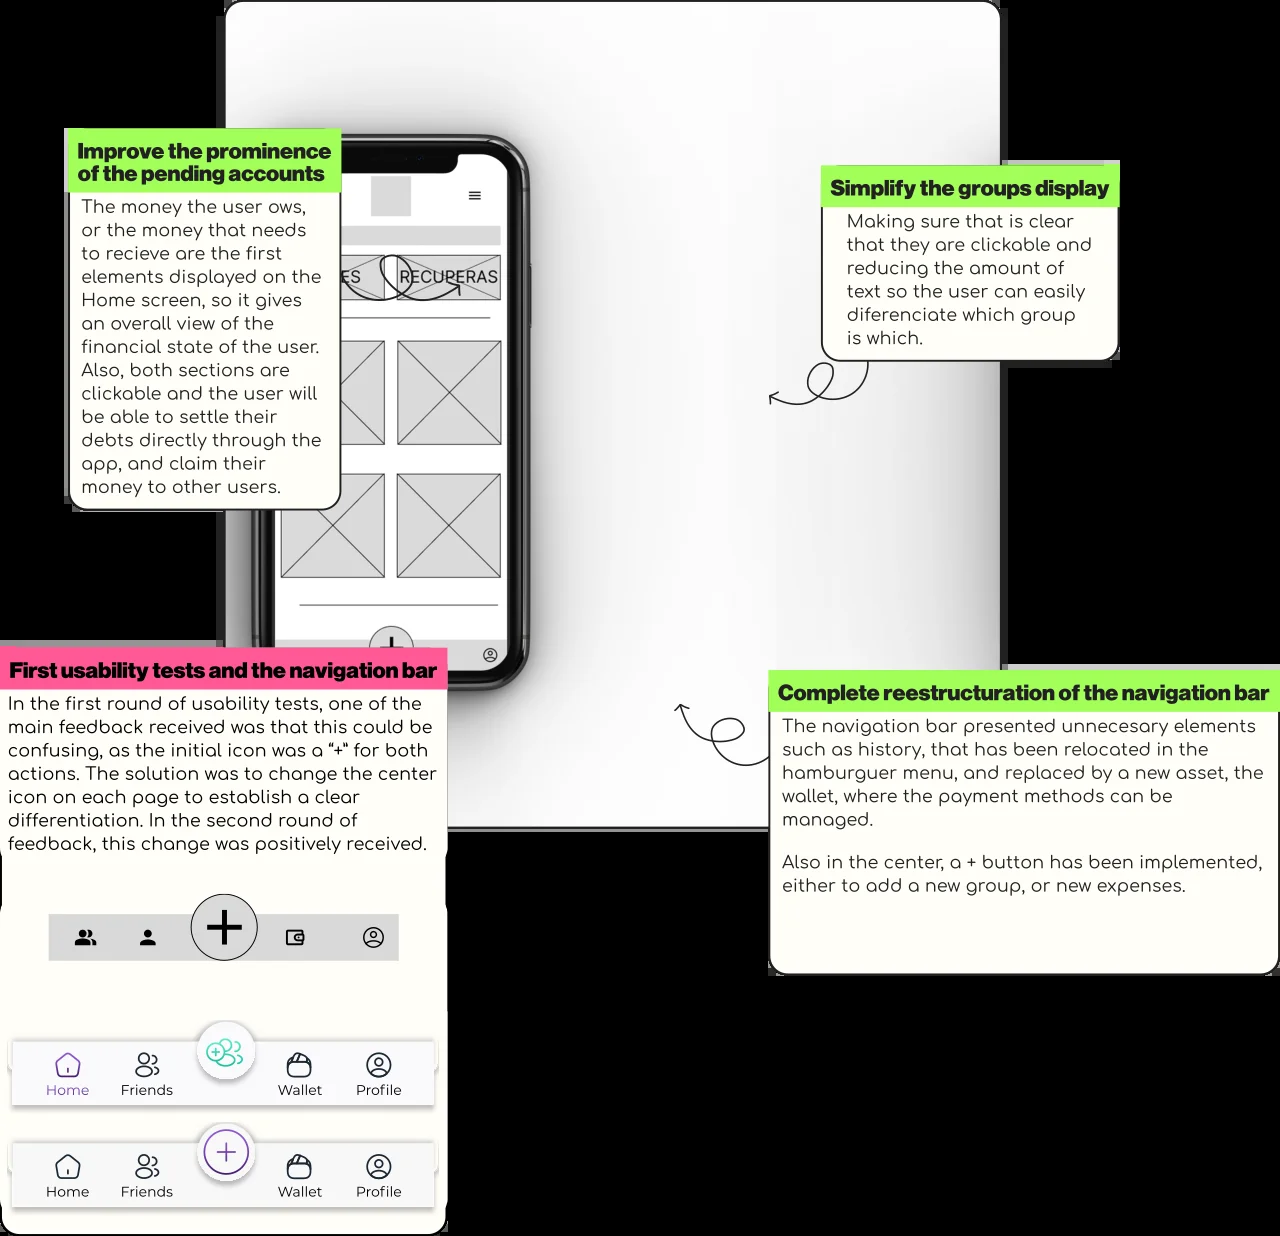 Improve the prominence
of the pending accounts
The money the user ows,
or the money that needs
to recieve are the first
elements displayed on the
Home screen, so it gives
an overall view of the
financial state of the user.
Also, both sections are
clickable and the user will
be able to settle their
debts directly through the
app, and claim their
money to other users.
ES
RECUPERAS
Simplify the groups display
Making sure that is clear
that they are clickable and
reducing the amount of
text so the user can easily
diferenciate which group
is which.
First usability tests and the navigation bar
In the first round of usability tests, one of the
main feedback received was that this could be
confusing, as the initial icon was a “+” for both
actions. The solution was to change the center
icon on each page to establish a clear
differentiation. In the second round of
feedback, this change was positively received.
Home Friends Wallet Profile
Home Friends Wallet Profile
Complete reestructuration of the navigation bar
The navigation bar presented unnecesary elements
such as history, that has been relocated in the
hamburguer menu, and replaced by a new asset, the
wallet, where the payment methods can be
managed.
Also in the center, a + button has been implemented,
either to add a new group, or new expenses.